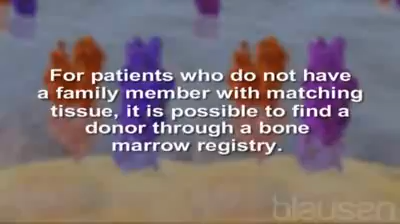 For patients who do not have
a family member with matching
tissue, it is possible to find a
donor through a bone
marrow registry.
blausen